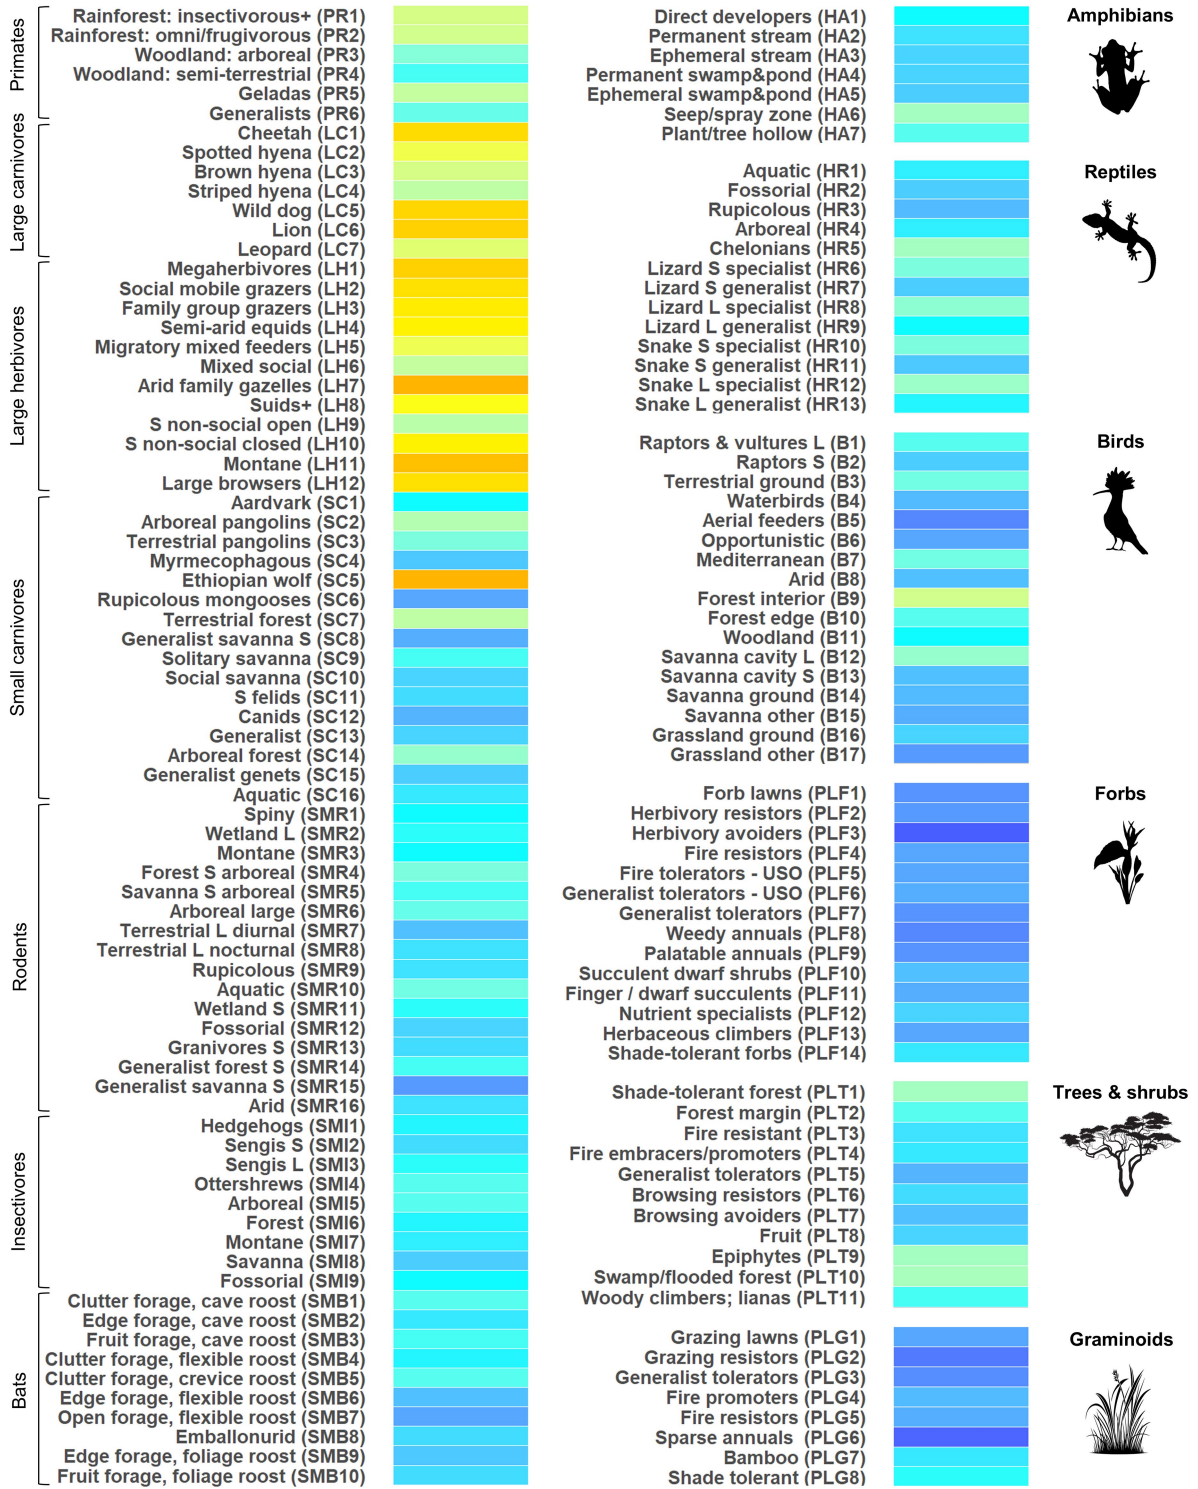 Primates
Rainforest: insectivorous+ (PR1)
Rainforest: omni/frugivorous (PR2)
Woodland: arboreal (PR3)
Woodland: semi-terrestrial (PR4)
Geladas (PR5)
Generalists (PR6)
Large carnivores
Cheetah (LC1)
Spotted hyena (LC2)
Brown hyena (LC3)
Striped hyena (LC4)
Wild dog (LC5)
Lion (LC6)
Leopard (LC7)
Large herbivores
Megaherbivores (LH1)
Social mobile grazers (LH2)
Family group grazers (LH3)
Semi-arid equids (LH4)
Migratory mixed feeders (LH5)
Mixed social (LH6)
Arid family gazelles (LH7)
Suids+ (LH8)
S non-social open (LH9)
S non-social closed (LH10)
Montane (LH11)
Large browsers (LH12)
Small carnivores
Aardvark (SC1)
Arboreal pangolins (SC2)
Terrestrial pangolins (SC3)
Myrmecophagous (SC4)
Ethiopian wolf (SC5)
Rupicolous mongooses (SC6)
Terrestrial forest (SC7)
Generalist savanna S (SC8)
Solitary savanna (SC9)
Social savanna (SC10)
S felids (SC11)
Canids (SC12)
Generalist (SC13)
Arboreal forest (SC14)
Generalist genets (SC15)
Aquatic (SC16)
Rodents
Spiny (SMR1)
Wetland L (SMR2)
Montane (SMR3)
Forest S arboreal (SMR4)
Savanna S arboreal (SMR5)
Arboreal large (SMR6)
Terrestrial L diurnal (SMR7)
Terrestrial L nocturnal (SMR8)
Rupicolous (SMR9)
Aquatic (SMR10)
Wetland S (SMR11)
Fossorial (SMR12)
Granivores S (SMR13)
Generalist forest S (SMR14)
Generalist savanna S (SMR15)
Arid (SMR16)
Insectivores
Hedgehogs (SMI1)
Sengis S (SMI2)
Sengis L (SMI3)
Ottershrews (SMI4)
Arboreal (SMI5)
Forest (SMI6)
Montane (SMI7)
Savanna (SMI8)
Fossorial (SMI9)
Bats
Clutter forage, cave roost (SMB1)
Edge forage, cave roost (SMB2)
Fruit forage, cave roost (SMB3)
Clutter forage, flexible roost (SMB4)
Clutter forage, crevice roost (SMB5)
Edge forage, flexible roost (SMB6)
Open forage, flexible roost (SMB7)
Emballonurid (SMB8)
Edge forage, foliage roost (SMB9)
Fruit forage, foliage roost (SMB10)
Amphibians
Direct developers (HA1)
Permanent stream (HA2)
Ephemeral stream (HA3)
Permanent swamp&pond (HA4)
Ephemeral swamp&pond (HA5)
Seep/spray zone (HA6)
Plant/tree hollow (HA7)
Reptiles
Aquatic (HR1)
Fossorial (HR2)
Rupicolous (HR3)
Arboreal (HR4)
Chelonians (HR5)
Lizard S specialist (HR6)
Lizard S generalist (HR7)
Lizard L specialist (HR8)
Lizard L generalist (HR9)
Snake S specialist (HR10)
Snake S generalist (HR11)
Snake L specialist (HR12)
Snake L generalist (HR13)
Birds
Raptors & vultures L (B1)
Raptors S (B2)
Terrestrial ground (B3)
Waterbirds (B4)
Aerial feeders (B5)
Opportunistic (B6)
Mediterranean (B7)
Arid (B8)
Forest interior (B9)
Forest edge (B10)
Woodland (B11)
Savanna cavity L (B12)
Savanna cavity S (B13)
Savanna ground (B14)
Savanna other (B15)
Grassland ground (B16)
Grassland other (B17)
Forbs
Forb lawns (PLF1)
Herbivory resistors (PLF2)
Herbivory avoiders (PLF3)
Fire resistors (PLF4)
Fire tolerators - USO (PLF5)
Generalist tolerators - USO (PLF6)
Generalist tolerators (PLF7)
Weedy annuals (PLF8)
Palatable annuals (PLF9)
Succulent dwarf shrubs (PLF10)
Finger / dwarf succulents (PLF11)
Nutrient specialists (PLF12)
Herbaceous climbers (PLF13)
Shade-tolerant forbs (PLF14)
Trees & shrubs
Shade-tolerant forest (PLT1)
Forest margin (PLT2)
Fire resistant (PLT3)
Fire embracers/promoters (PLT4)
Generalist tolerators (PLT5)
Browsing resistors (PLT6)
Browsing avoiders (PLT7)
Fruit (PLT8)
Epiphytes (PLT9)
Swamp/flooded forest (PLT10)
Woody climbers; lianas (PLT11)
Graminoids
Grazing lawns (PLG1)
Grazing resistors (PLG2)
Generalist tolerators (PLG3)
Fire promoters (PLG4)
Fire resistors (PLG5)
Sparse annuals (PLG6)
Bamboo (PLG7)
Shade tolerant (PLG8)